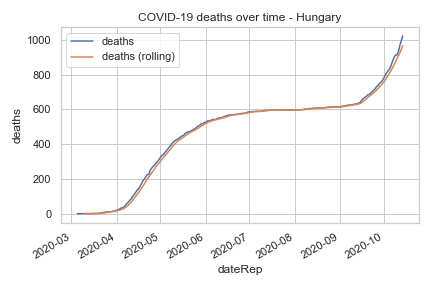 COVID-19 deaths over time - Hungary
deaths
deaths (rolling)
1000
800
600
400
200
0
deaths
2020-03
2020-04
2020-05
2020-06
2020-07
2020-08
2020-09
2020-10
dateRep